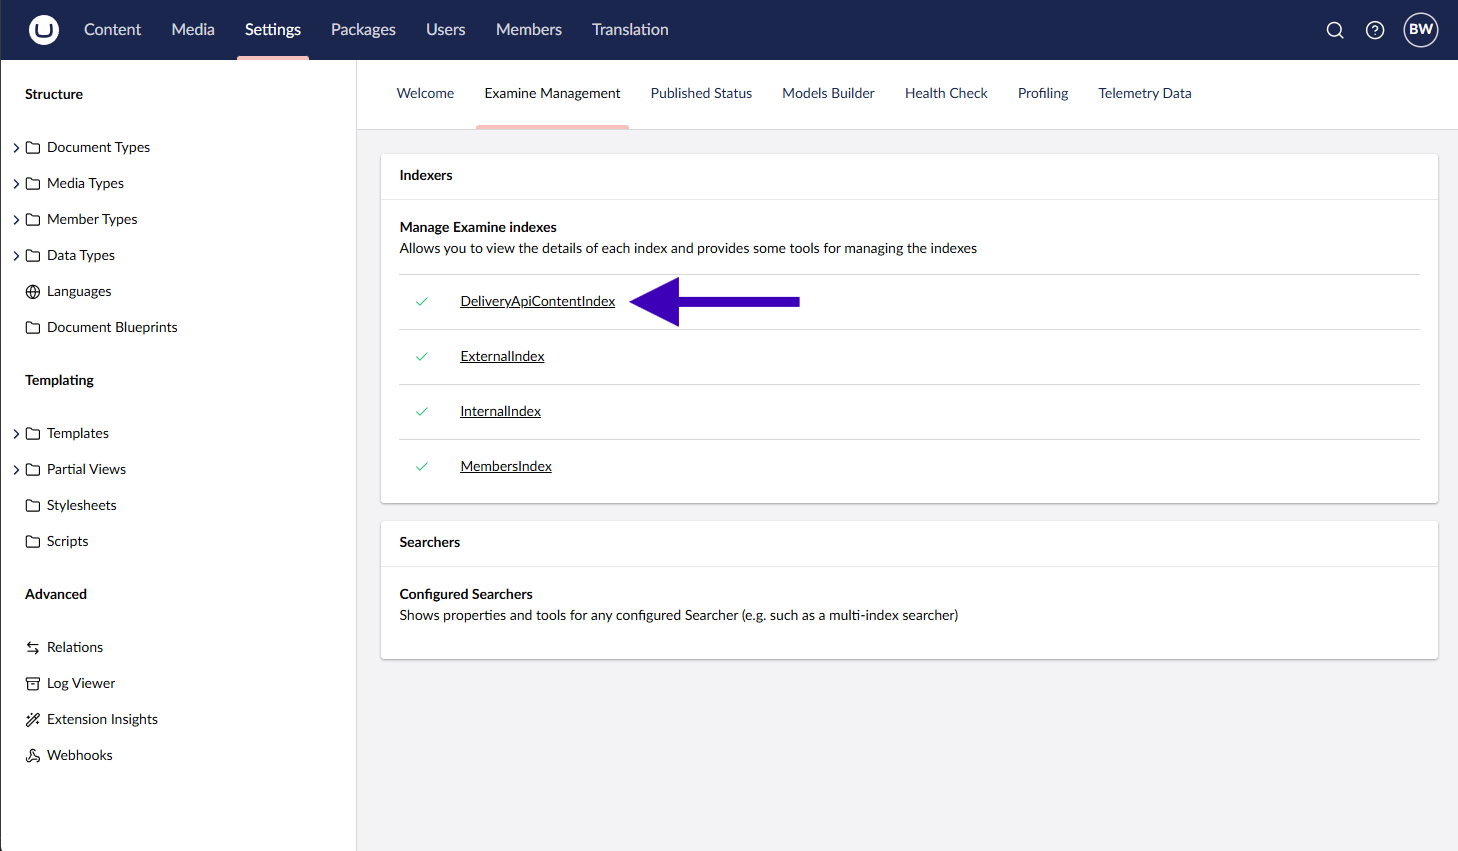 Content Media Settings Packages Users Members Translation BW
Structure
Document Types
Media Types
Member Types
Data Types
Languages
Document Blueprints
Templating
Templates
Partial Views
Stylesheets
Scripts
Advanced
Relations
Log Viewer
Extension Insights
Webhooks
Welcome Examine Management Published Status Models Builder Health Check Profiling Telemetry Data
Indexers
Manage Examine indexes
Allows you to view the details of each index and provides some tools for managing the indexes
DeliveryApiContentIndex
ExternalIndex
InternalIndex
MembersIndex
Searchers
Configured Searchers
Shows properties and tools for any configured Searcher (e.g. such as a multi-index searcher)